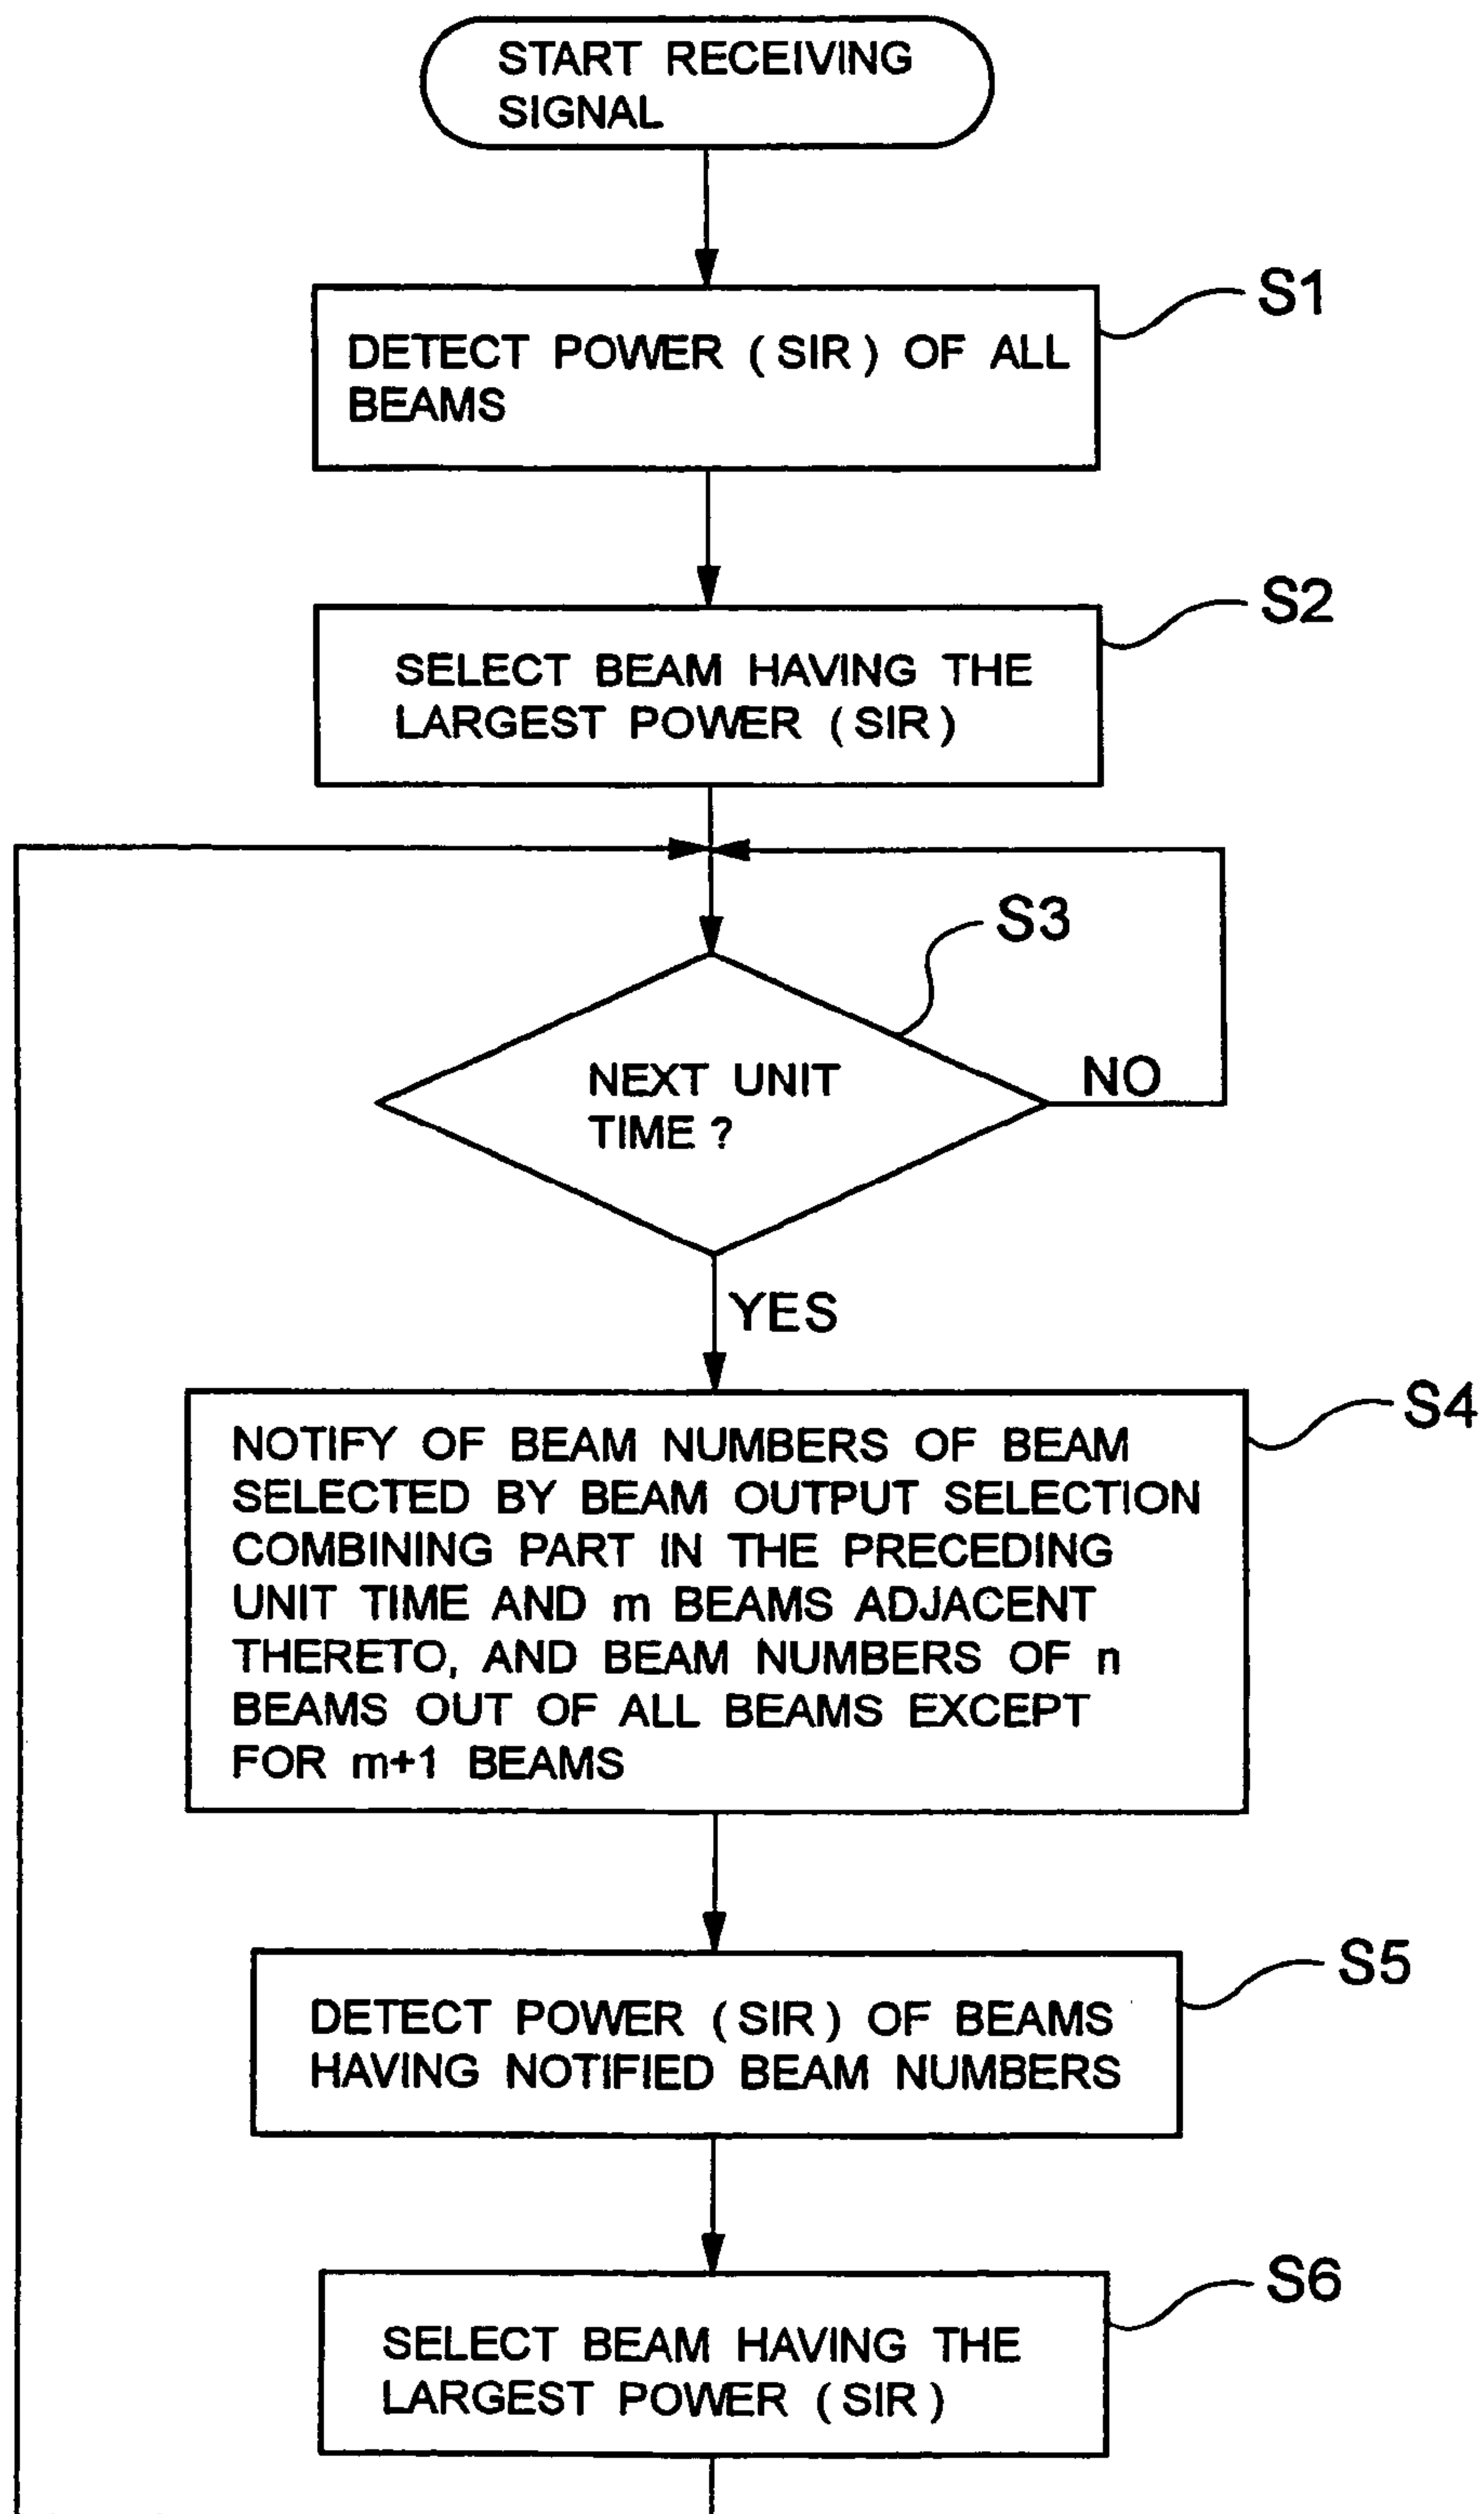 START RECEIVING
SIGNAL
S1
DETECT POWER (SIR) OF ALL
BEAMS
S2
SELECT BEAM HAVING THE
LARGEST POWER (SIR)
S3
NEXT UNIT
TIME ?
NO
YES
S4
NOTIFY OF BEAM NUMBERS OF BEAM
SELECTED BY BEAM OUTPUT SELECTION
COMBINING PART IN THE PRECEDING
UNIT TIME AND m BEAMS ADJACENT
THERETO, AND BEAM NUMBERS OF n
BEAMS OUT OF ALL BEAMS EXCEPT
FOR m+1 BEAMS
S5
DETECT POWER (SIR) OF BEAMS
HAVING NOTIFIED BEAM NUMBERS
S6
SELECT BEAM HAVING THE
LARGEST POWER (SIR)